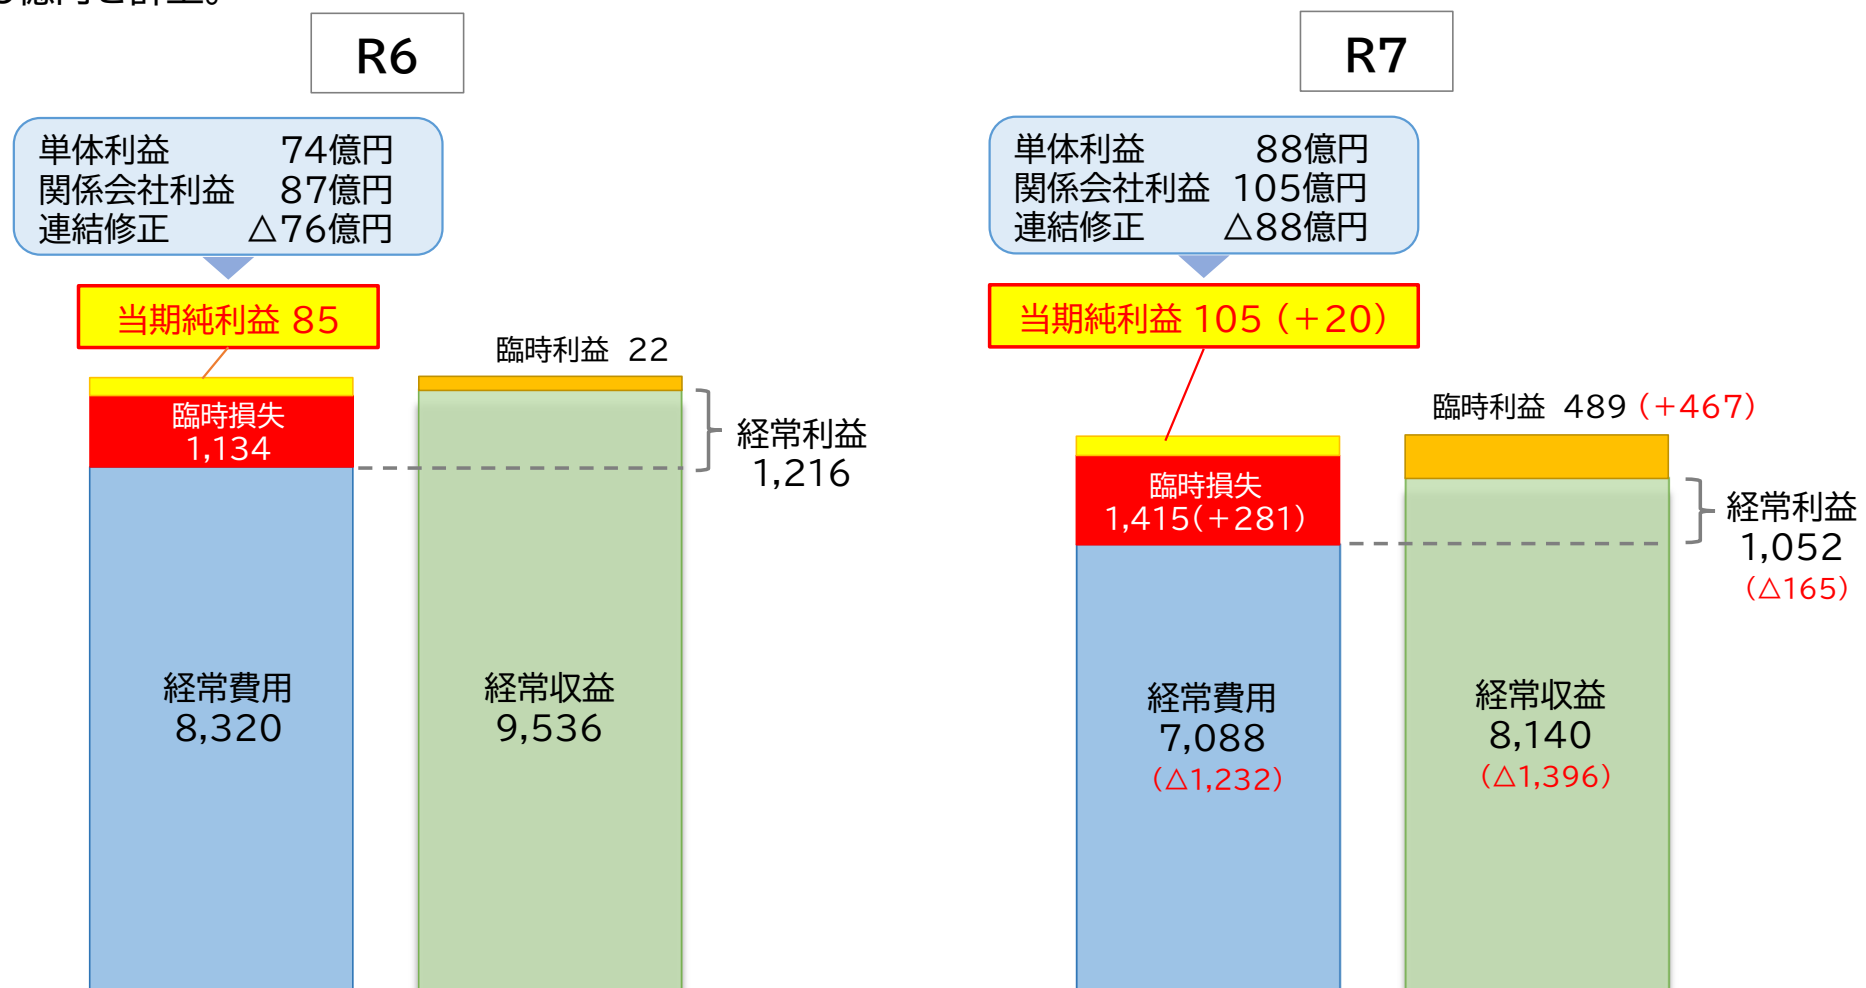 億円を計上。
R6
単体利益 74億円
関係会社利益 87億円
連結修正 △76億円
当期純利益 85
臨時利益 22
臨時損失
1,134
経常利益
1,216
経常費用
8,320
経常収益
9,536
R7
単体利益 88億円
関係会社利益 105億円
連結修正 △88億円
当期純利益 105（＋20）
臨時利益 489（＋467）
臨時損失
1,415（＋281）
経常利益
1,052
（△165）
経常費用
7,088
（△1,232）
経常収益
8,140
（△1,396）